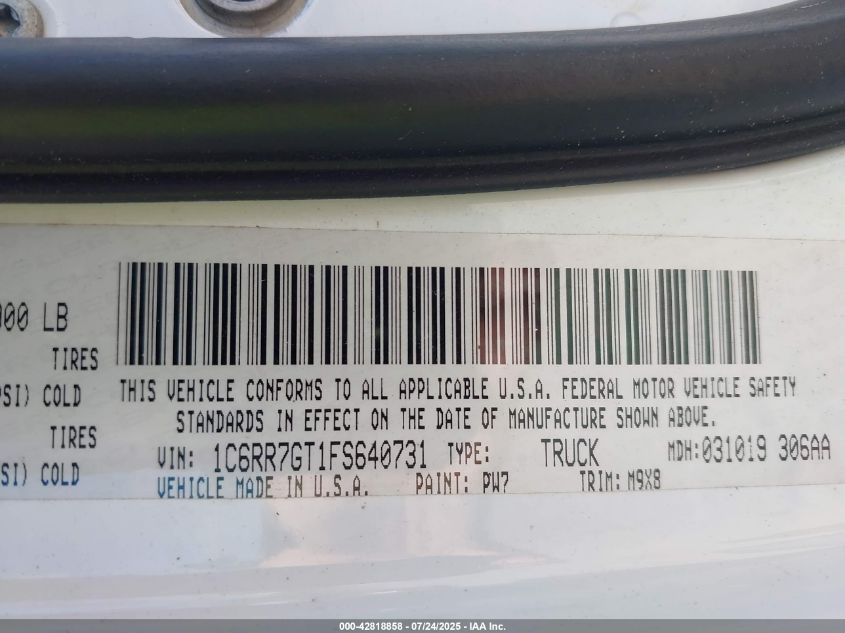 000 LB
TIRES
PSI) COLD
TIRES
SI) COLD
THIS VEHICLE CONFORMS TO ALL APPLICABLE U.S.A. FEDERAL MOTOR VEHICLE SAFETY
STANDARDS IN EFFECT ON THE DATE OF MANUFACTURE SHOWN ABOVE.
VIN: 1C6RR7GT1FS640731 TYPE: TRUCK MDH: 031019 306AA
VEHICLE MADE IN U.S.A. PAINT: PW7 TRIM: M9X8
000-42818858 - 07/24/2025 - IAA Inc.